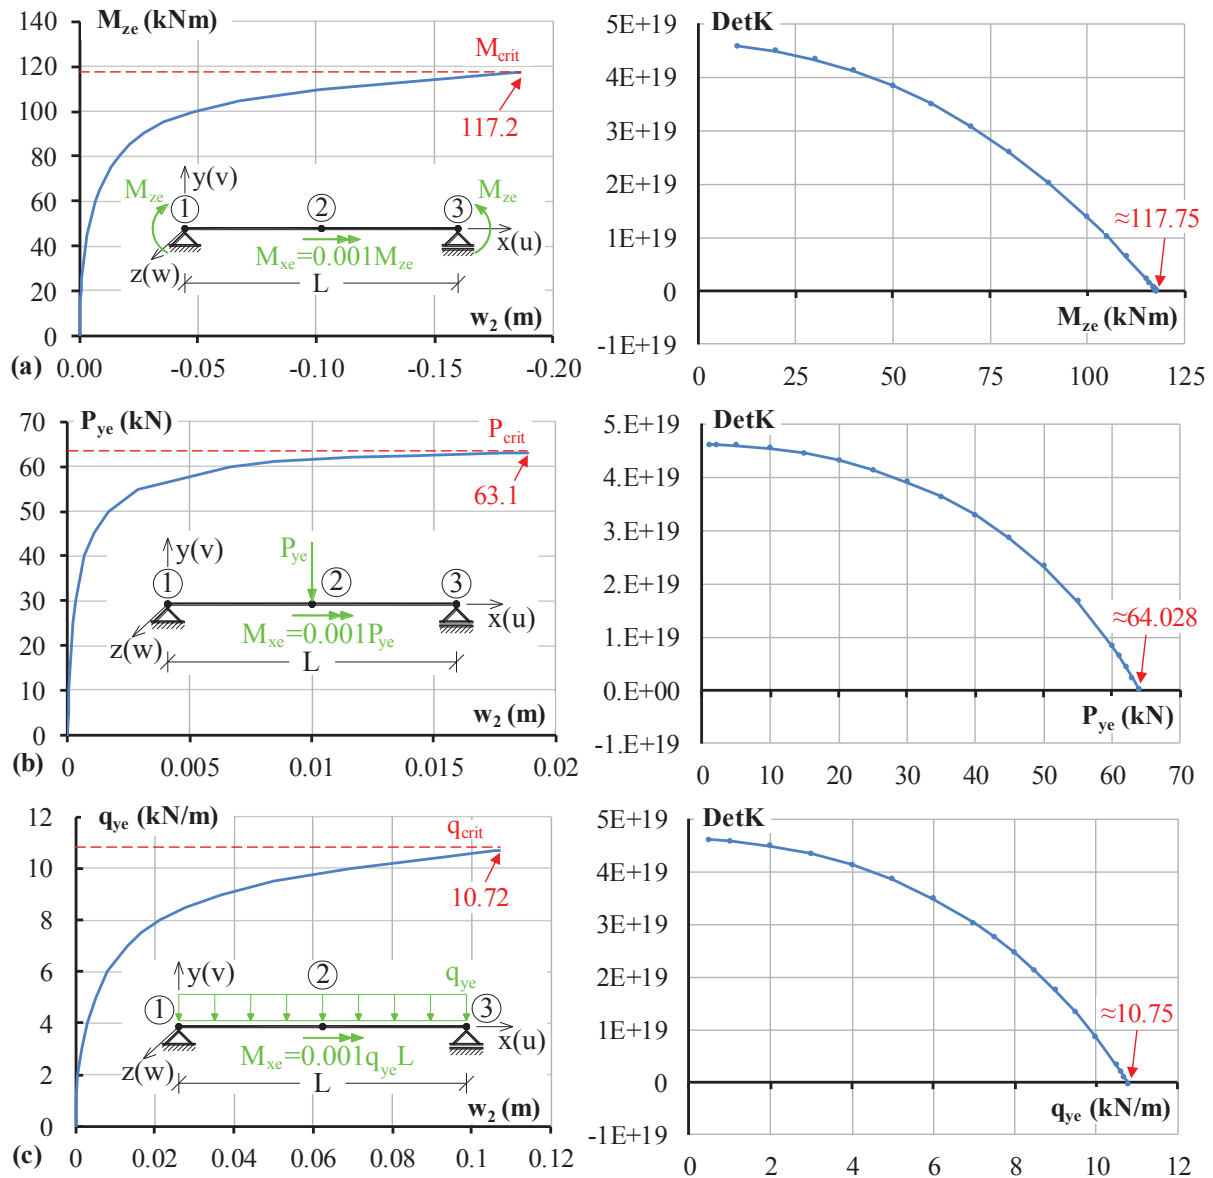 M_ze (kNm)
140
120
100
80
60
40
20
0
M_crit
117.2
M_ze
y(v)
M_ze
1
2
3
x(u)
M_xe=0.001M_ze
z(w)
L
w_2 (m)
(a)
0.00
-0.05
-0.10
-0.15
-0.20
DetK
5E+19
4E+19
3E+19
2E+19
1E+19
0
-1E+19
≈117.75
M_ze (kNm)
0
25
50
75
100
125
P_ye (kN)
70
60
50
40
30
20
10
0
P_crit
63.1
y(v)
P_ye
1
2
3
x(u)
M_xe=0.001P_ye
z(w)
L
w_2 (m)
(b)
0
0.005
0.01
0.015
0.02
DetK
5.E+19
4.E+19
3.E+19
2.E+19
1.E+19
0.E+00
-1.E+19
≈64.028
P_ye (kN)
0
10
20
30
40
50
60
70
q_ye (kN/m)
12
10
8
6
4
2
0
q_crit
10.72
y(v)
2
q_ye
1
3
x(u)
M_xe=0.001q_yeL
z(w)
L
w_2 (m)
(c)
0
0.02
0.04
0.06
0.08
0.1
0.12
DetK
5E+19
4E+19
3E+19
2E+19
1E+19
0
-1E+19
≈10.75
q_ye (kN/m)
0
2
4
6
8
10
12